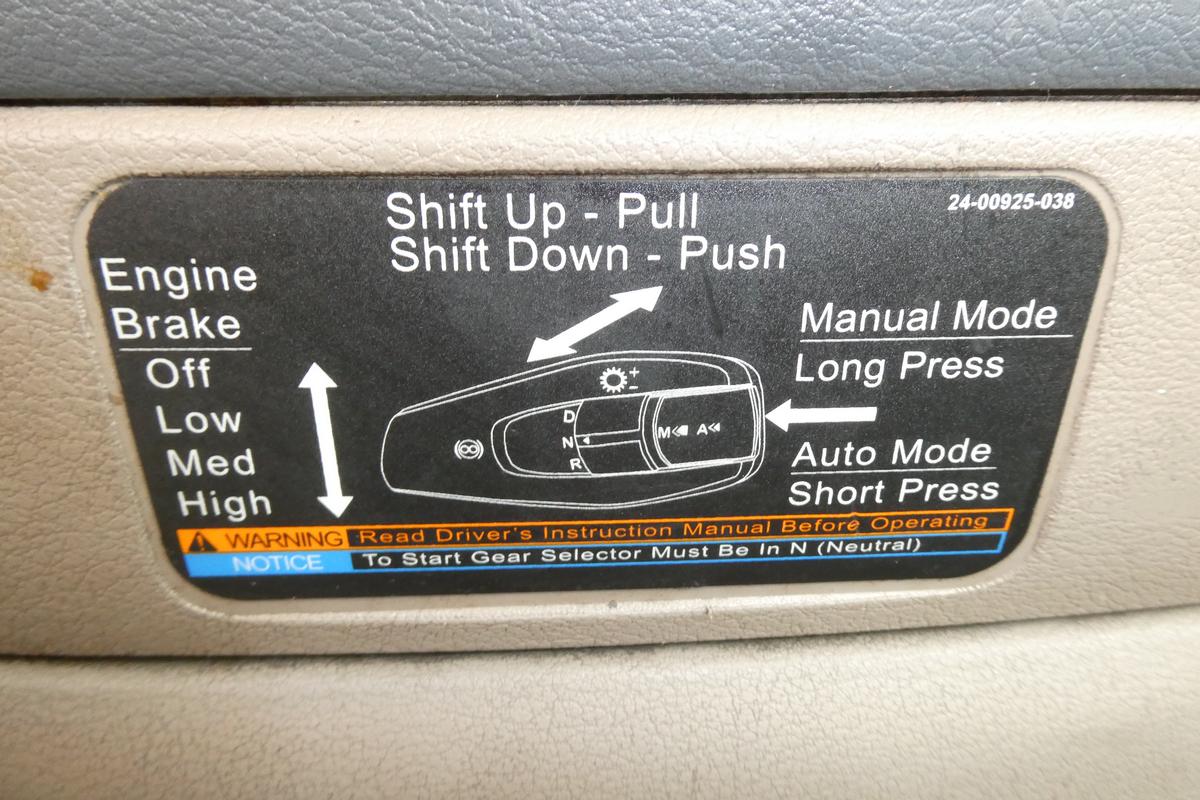 24-00925-038
Shift Up - Pull
Shift Down - Push
Engine
Brake
Off
Low
Med
High
+
-
D
N
R
M A
Manual Mode
Long Press
Auto Mode
Short Press
WARNING Read Driver's Instruction Manual Before Operating
NOTICE To Start Gear Selector Must Be In N (Neutral)